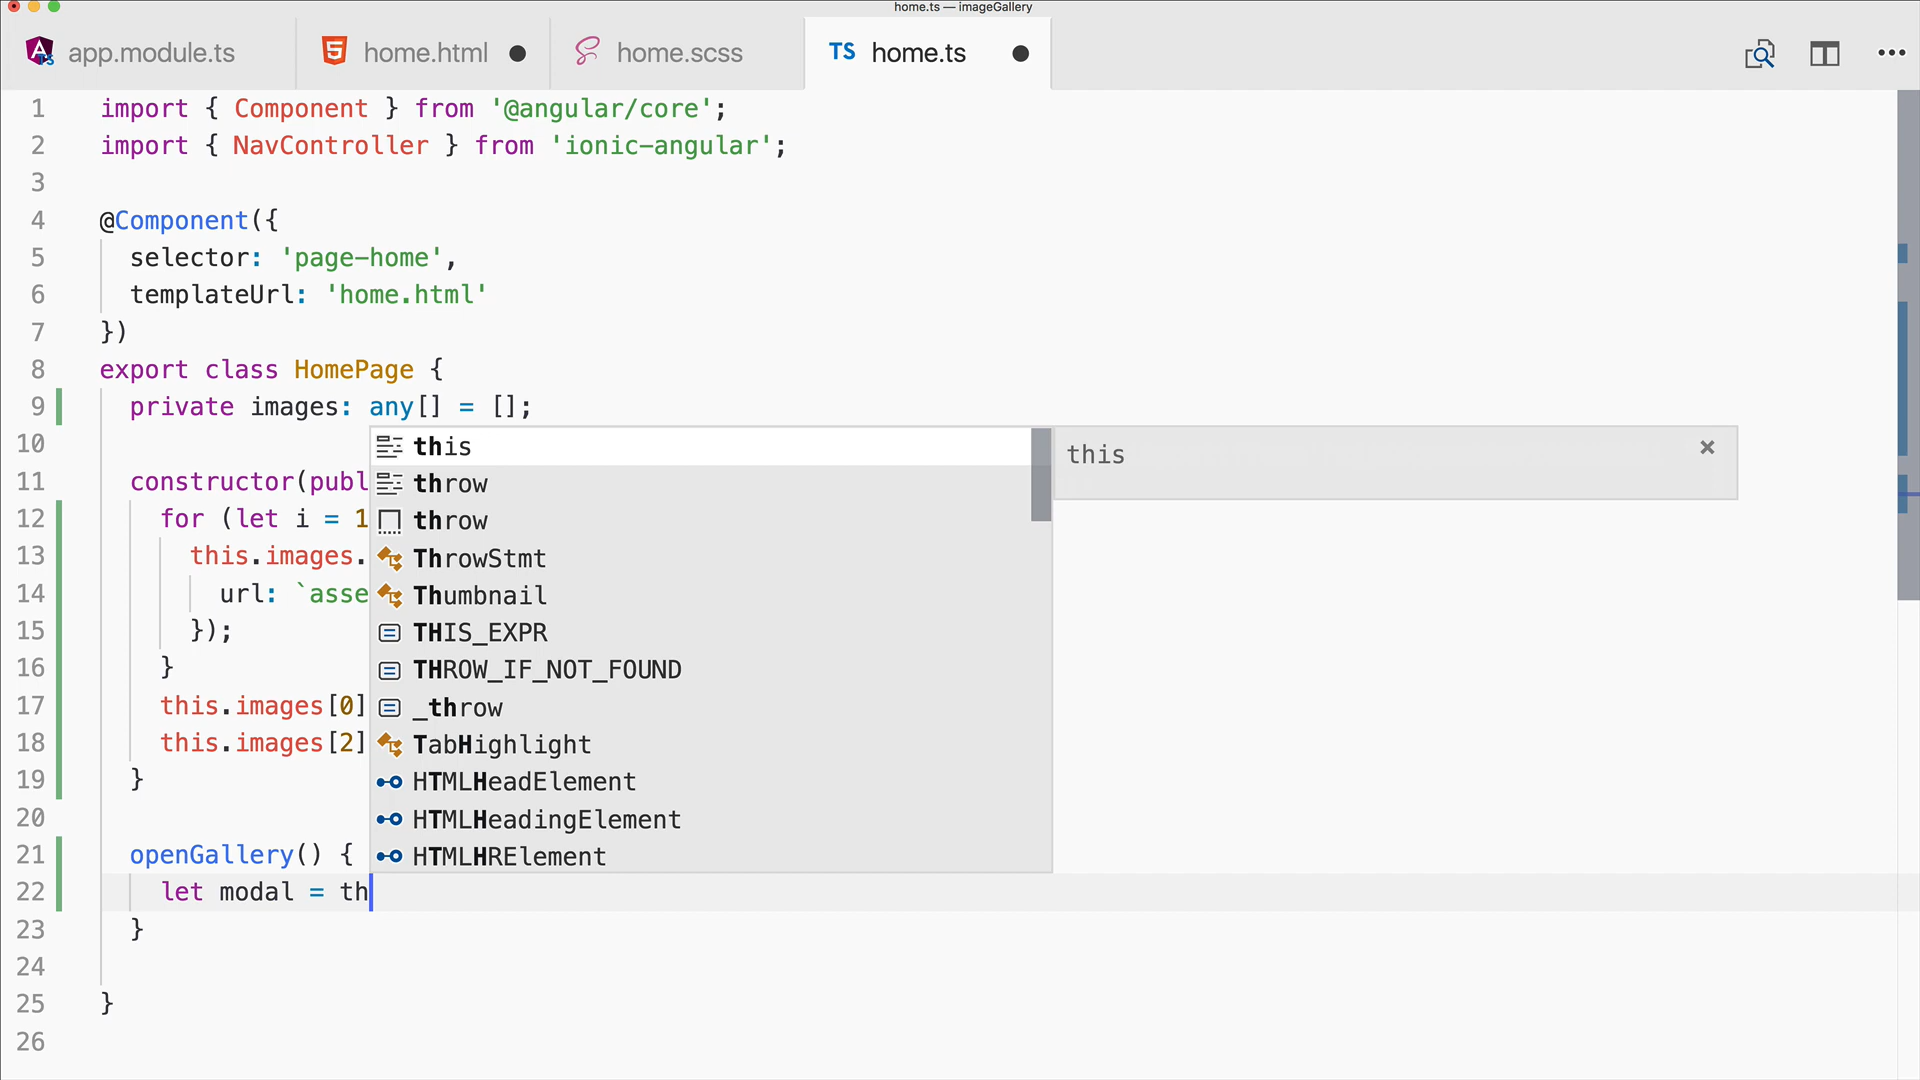 home.ts — imageGallery
app.module.ts home.html home.scss TS home.ts
1 import { Component } from '@angular/core';
2 import { NavController } from 'ionic-angular';
3
4 @Component({
5 selector: 'page-home',
6 templateUrl: 'home.html'
7 })
8 export class HomePage {
9 private images: any[] = [];
10
11 constructor(publ
12 for (let i = 1
13 this.images.
14 url: `asse
15 });
16 }
17 this.images[0]
18 this.images[2]
19 }
20
21 openGallery() {
22 let modal = th
23 }
24
25 }
26
this
throw
throw
ThrowStmt
Thumbnail
THIS_EXPR
THROW_IF_NOT_FOUND
_throw
TabHighlight
HTMLHeadElement
HTMLHeadingElement
HTMLHRElement
this